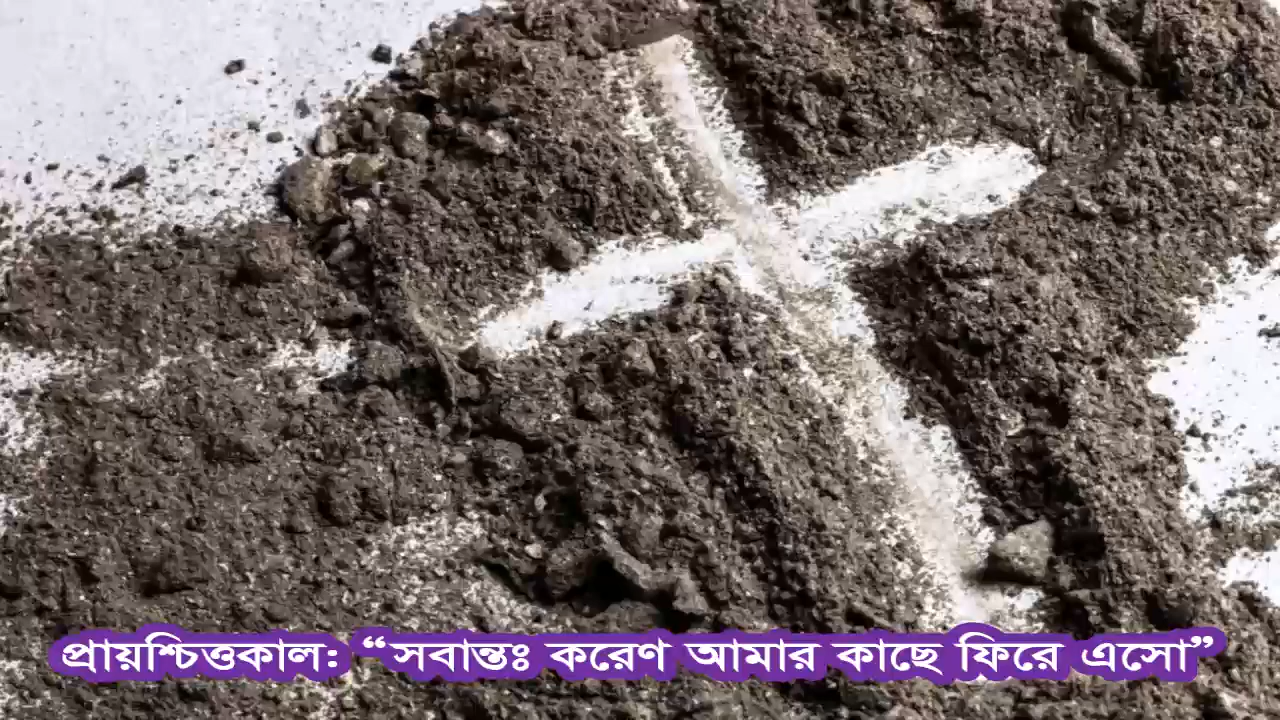 প্রায়শ্চিত্তকাল: “সবান্তঃ করেণ আমার কাছে ফিরে এসো”